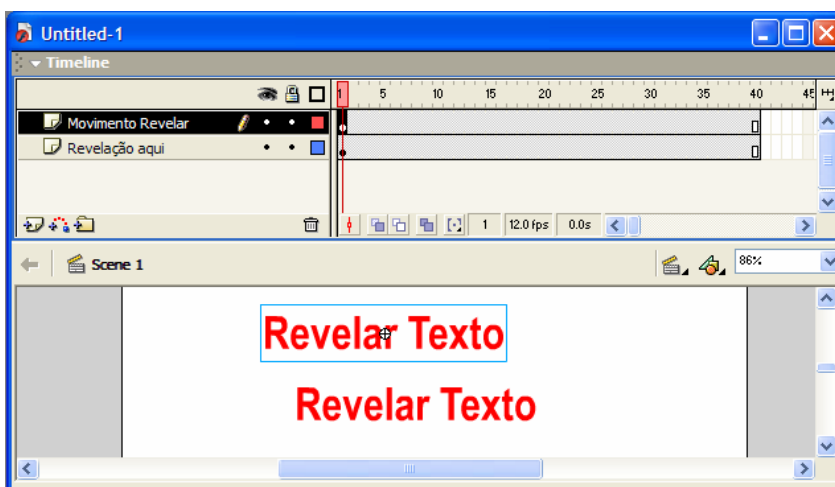 Untitled-1
Timeline
1 5 10 15 20 25 30 35 40 45
Movimento Revelar
Revelação aqui
1 12.0 fps 0.0s
Scene 1 86%
Revelar Texto
Revelar Texto